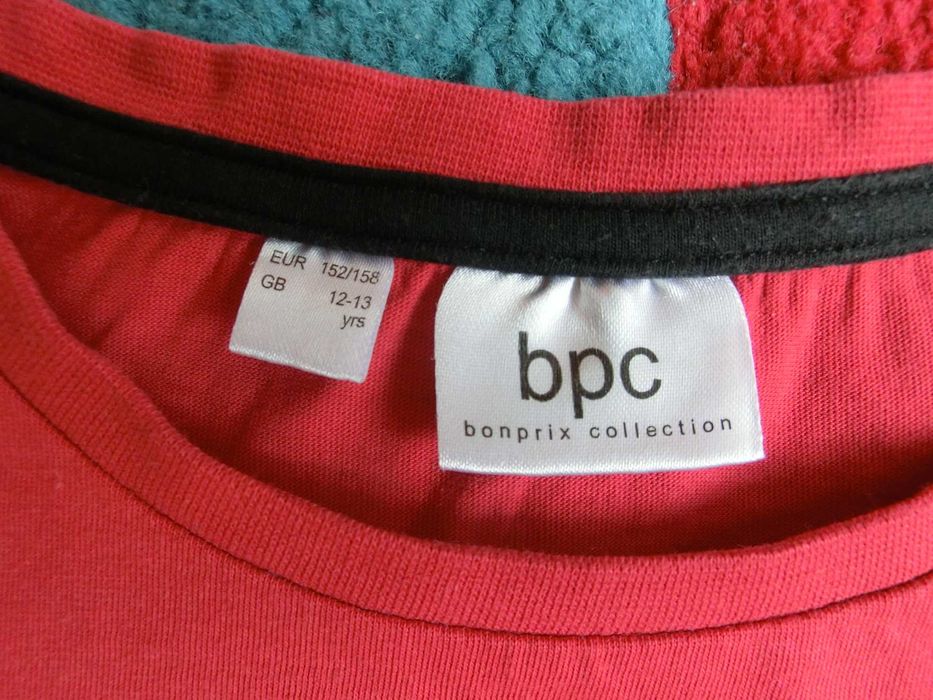 EUR 152/158
GB 12-13
yrs
bpc
bonprix collection